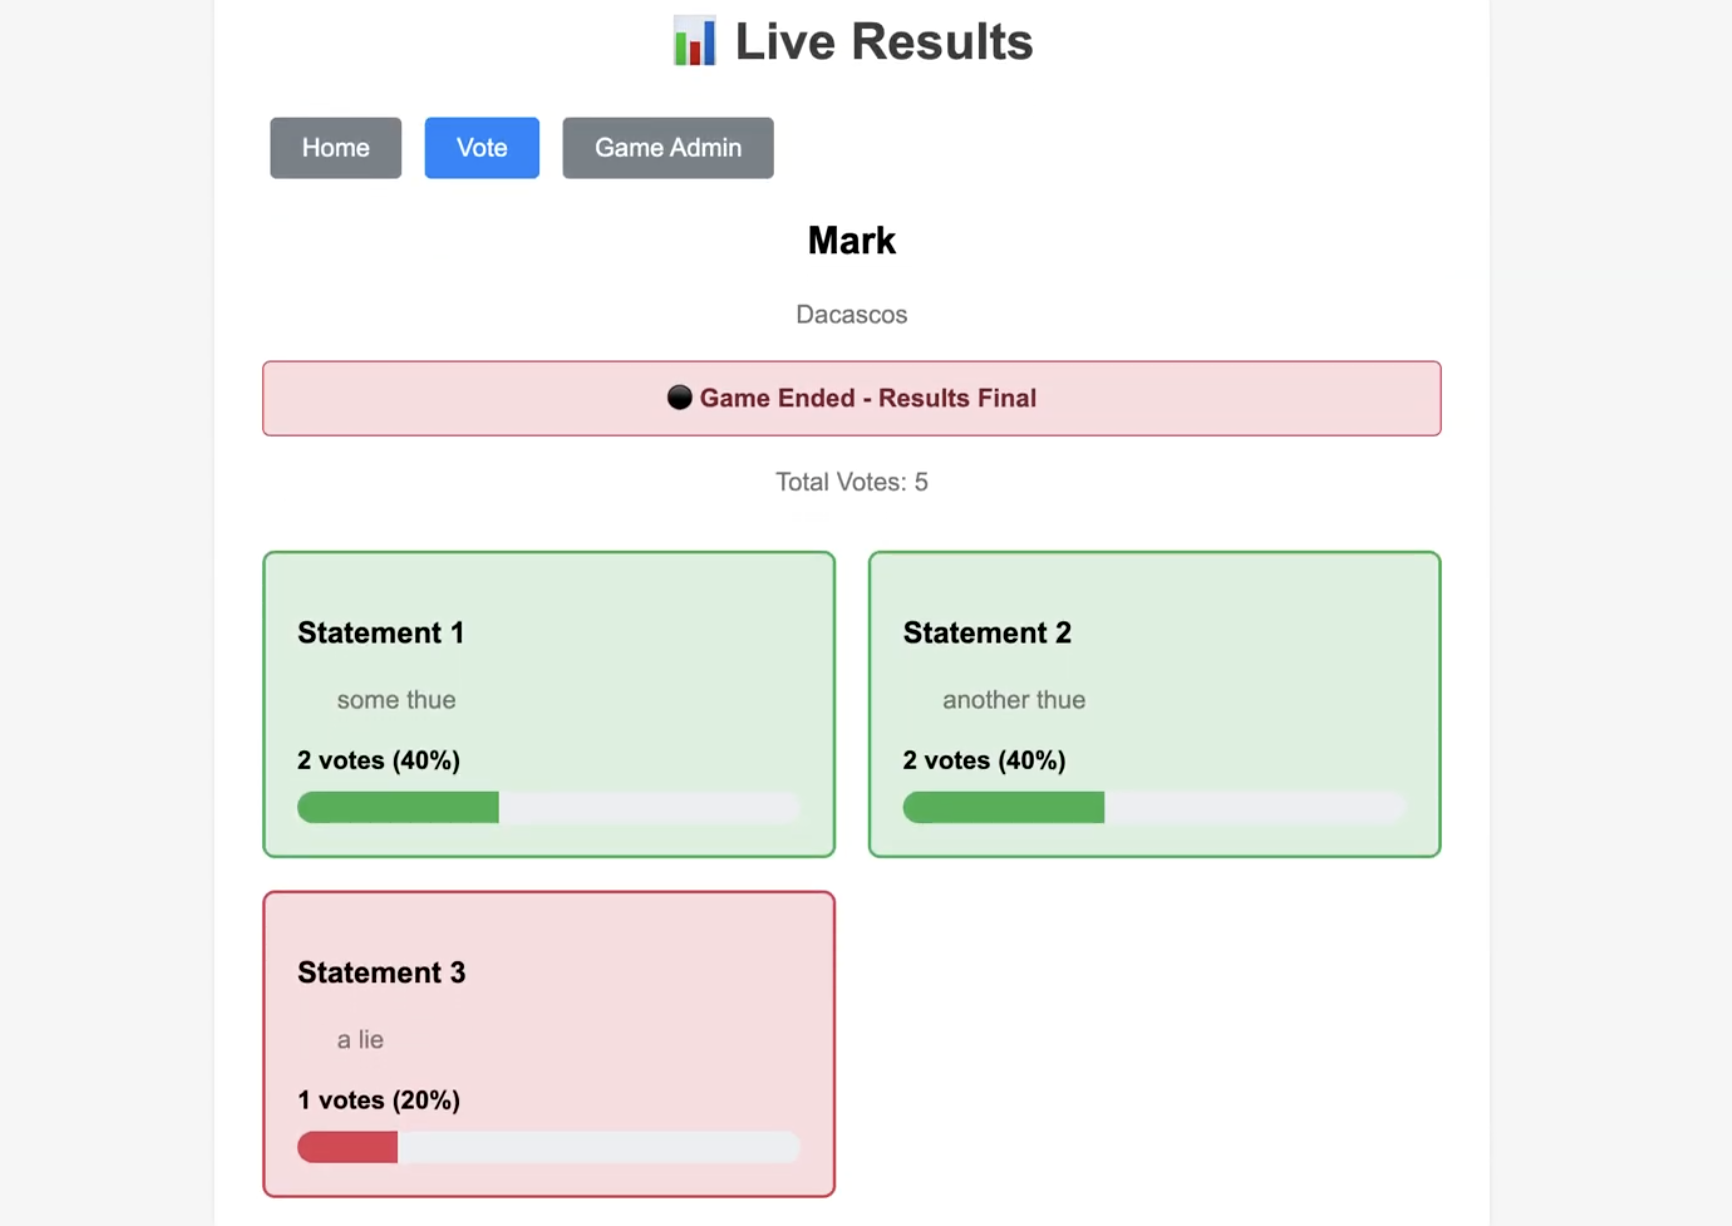 Live Results
Home Vote Game Admin
Mark
Dacascos
Game Ended - Results Final
Total Votes: 5
Statement 1
some thue
2 votes (40%)
Statement 2
another thue
2 votes (40%)
Statement 3
a lie
1 votes (20%)